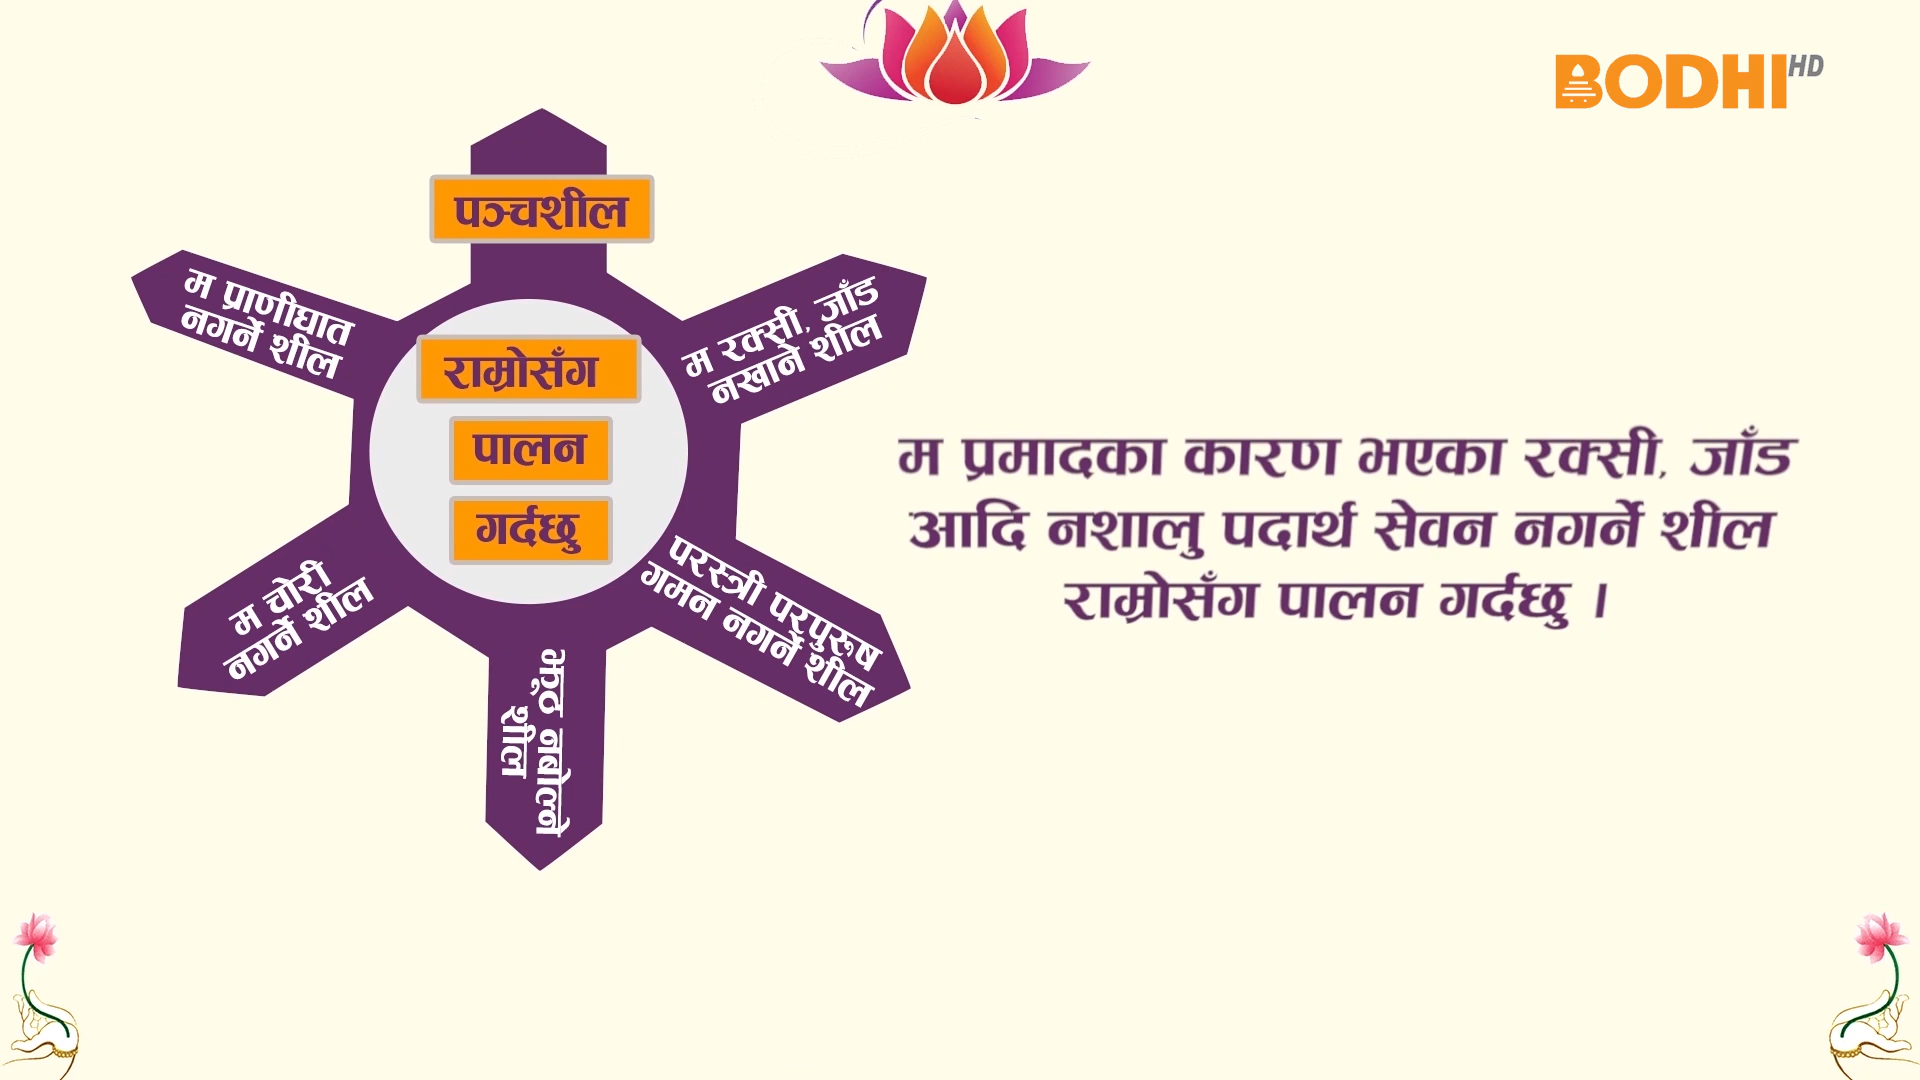 BODHI HD
पञ्चशील
म प्राणीघात
नगर्ने शील
म रक्सी, जाँड
नखाने शील
राम्रोसँग
पालन
गर्दछु
म चोरी
नगर्ने शील
परस्त्री परपुरूष
गमन नगर्ने शील
झूठ नबोल्ने
शील
म प्रमादका कारण भएका रक्सी, जाँड
आदि नशालु पदार्थ सेवन नगर्ने शील
राम्रोसँग पालन गर्दछु ।